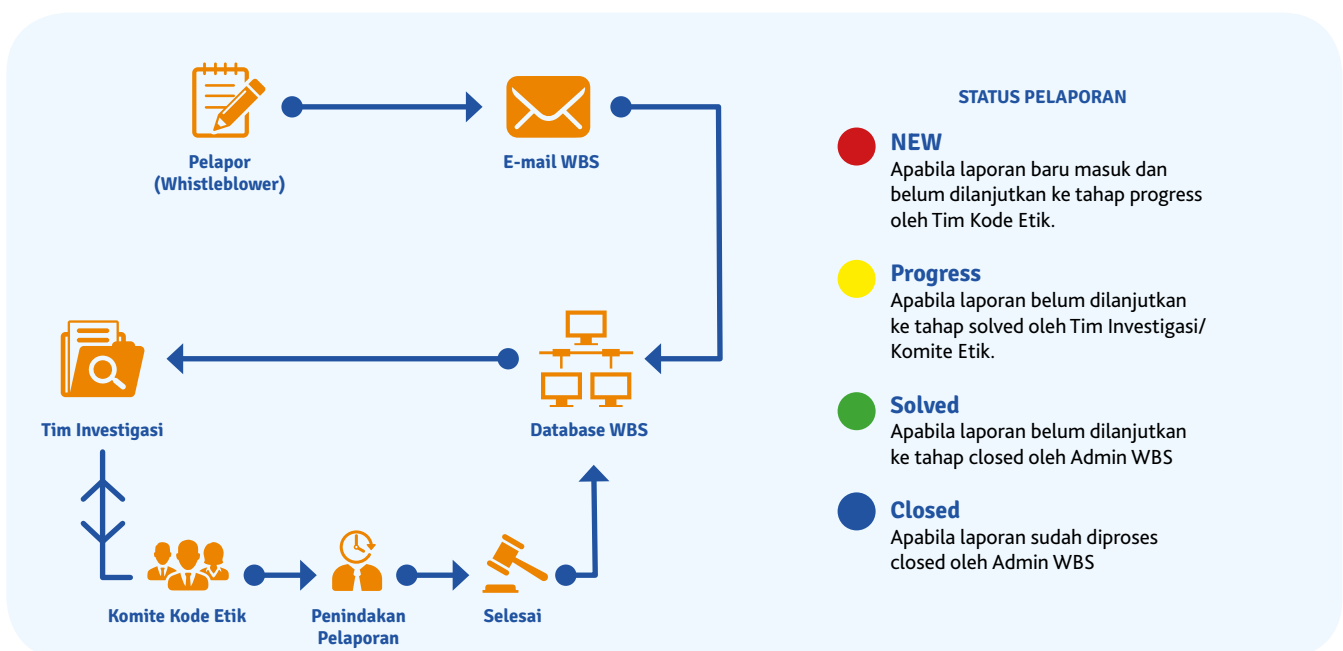 Pelapor
(Whistleblower)
E-mail WBS
Tim Investigasi
Database WBS
Komite Kode Etik
Penindakan
Pelaporan
Selesai
STATUS PELAPORAN
NEW
Apabila laporan baru masuk dan
belum dilanjutkan ke tahap progress
oleh Tim Kode Etik.
Progress
Apabila laporan belum dilanjutkan
ke tahap solved oleh Tim Investigasi/
Komite Etik.
Solved
Apabila laporan belum dilanjutkan
ke tahap closed oleh Admin WBS
Closed
Apabila laporan sudah diproses
closed oleh Admin WBS